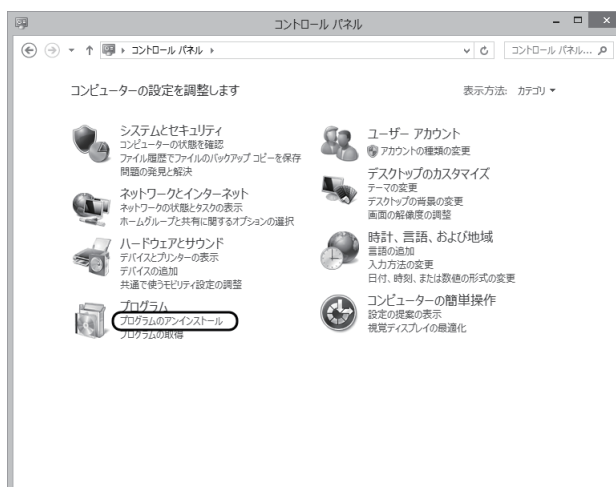 コントロール パネル
コントロール パネル
コントロール パネル...
コンピューターの設定を調整します
表示方法: カテゴリ
システムとセキュリティ
コンピューターの状態を確認
ファイル履歴でファイルのバックアップ コピーを保存
問題の発見と解決
ネットワークとインターネット
ネットワークの状態とタスクの表示
ホームグループと共有に関するオプションの選択
ハードウェアとサウンド
デバイスとプリンターの表示
デバイスの追加
共通で使うモビリティ設定の調整
プログラム
プログラムのアンインストール
プログラムの取得
ユーザー アカウント
アカウントの種類の変更
デスクトップのカスタマイズ
テーマの変更
デスクトップの背景の変更
画面の解像度の調整
時計、言語、および地域
言語の追加
入力方法の変更
日付、時刻、または数値の形式の変更
コンピューターの簡単操作
設定の提案の表示
視覚ディスプレイの最適化